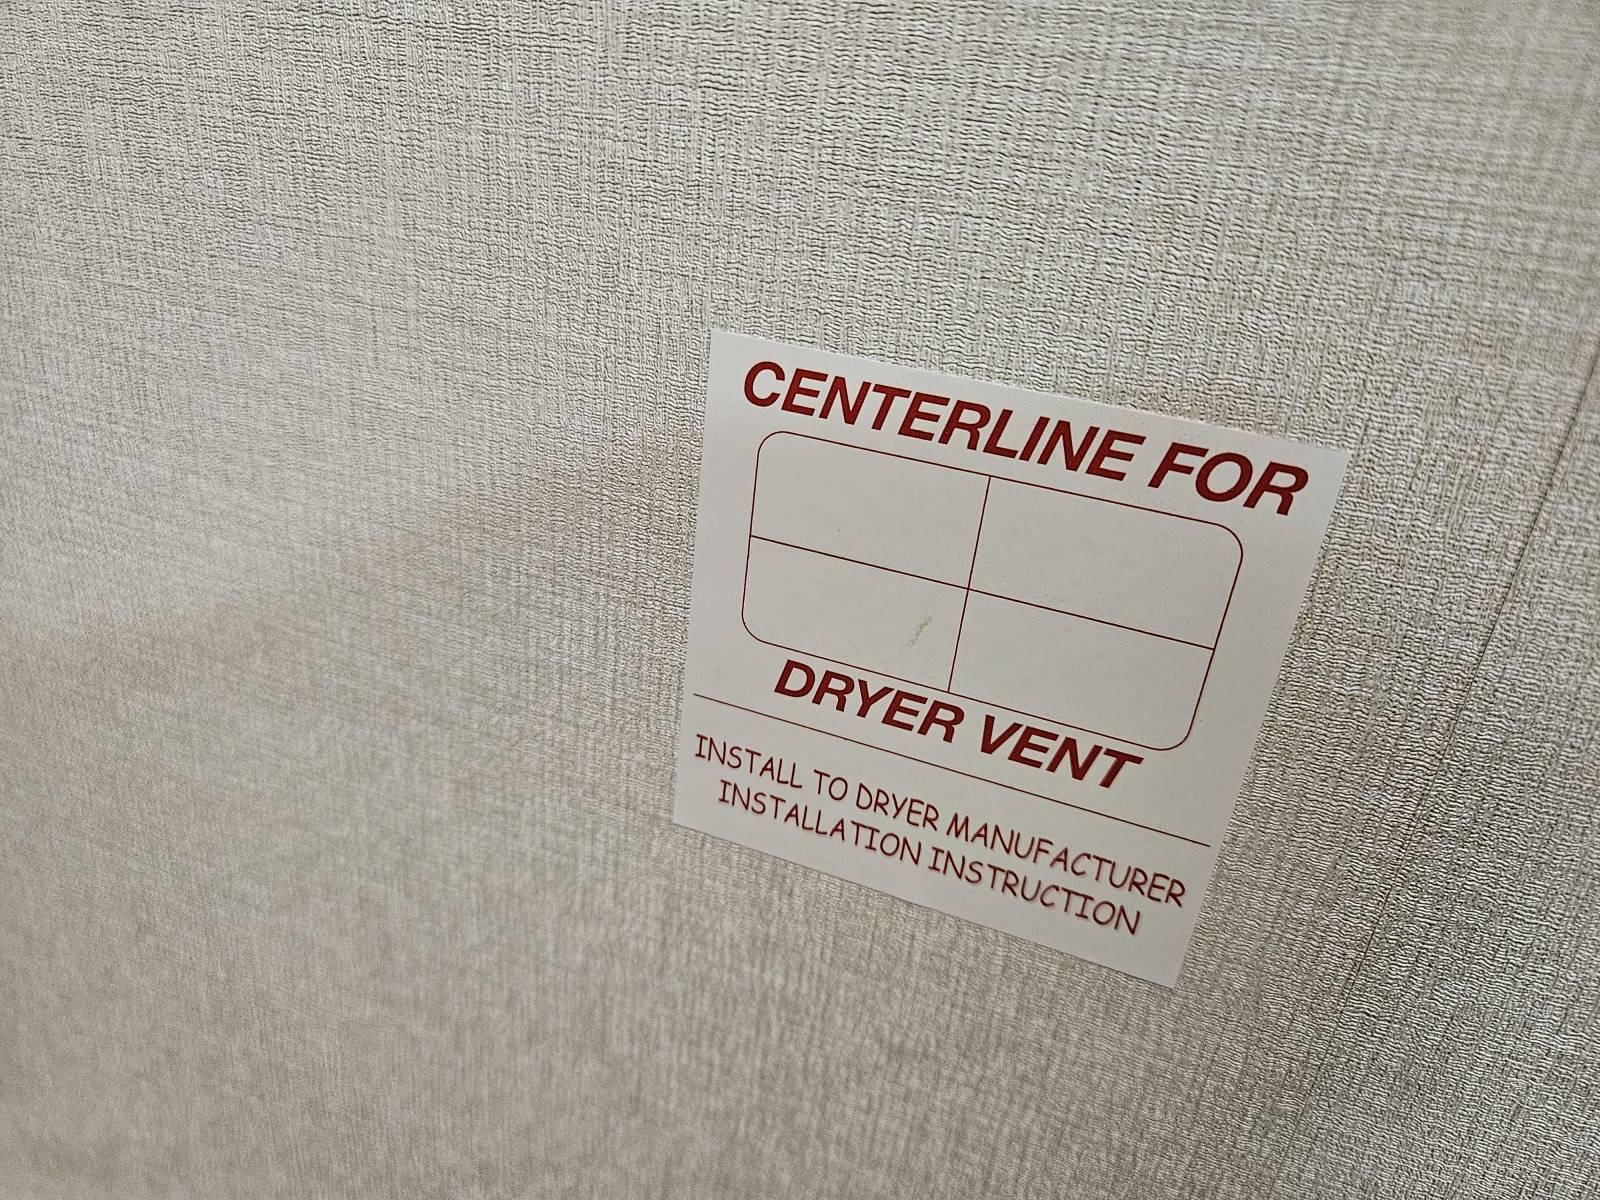 CENTERLINE FOR
DRYER VENT
INSTALL TO DRYER MANUFACTURER
INSTALLATION INSTRUCTION